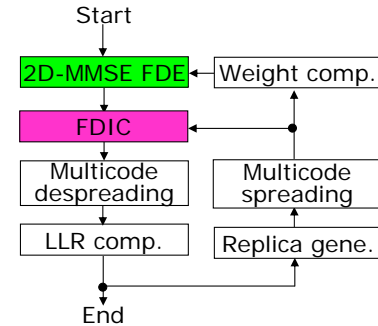 Start
2D-MMSE FDE
Weight comp.
FDIC
Multicode
despreading
Multicode
spreading
LLR comp.
Replica gene.
End